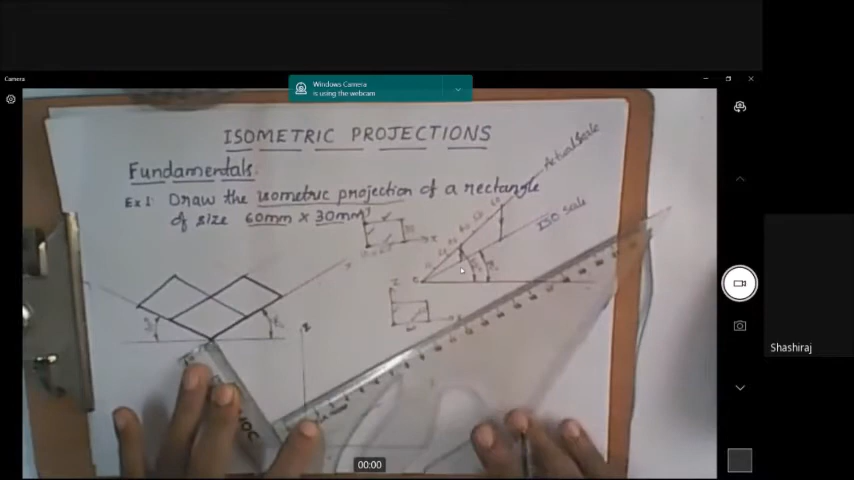 Camera
Windows Camera
is using the webcam
ISOMETRIC PROJECTIONS
Fundamentals:
Ex 1: Draw the isometric projection of a rectangle
of size 60mm x 30mm
Actual Scale
ISO Scale
Shashiraj
00:00